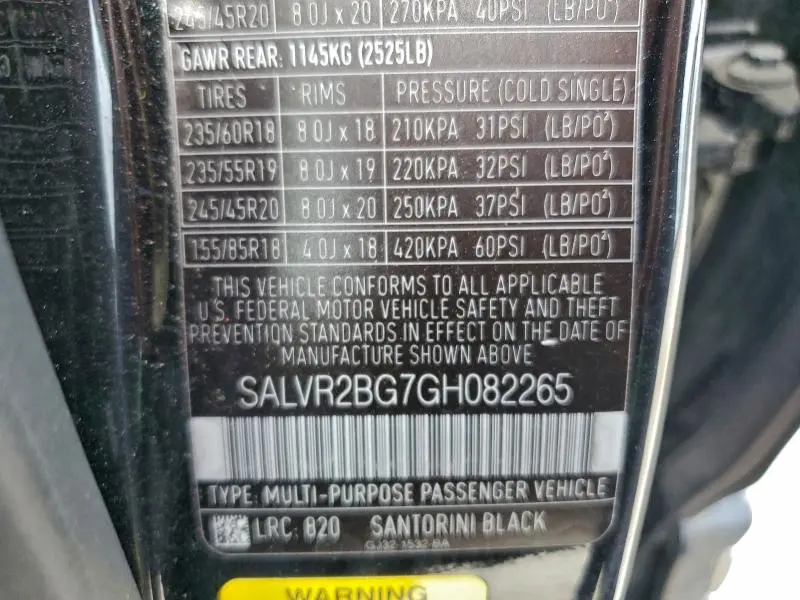 245/45R20 8.0J x 20 270KPA 40PSI (LB/PO²)
GAWR REAR: 1145KG (2525LB)
TIRES RIMS PRESSURE (COLD SINGLE)
235/60R18 8.0J x 18 210KPA 31PSI (LB/PO²)
235/55R19 8.0J x 19 220KPA 32PSI (LB/PO²)
245/45R20 8.0J x 20 250KPA 37PSI (LB/PO²)
155/85R18 4.0J x 18 420KPA 60PSI (LB/PO²)
THIS VEHICLE CONFORMS TO ALL APPLICABLE
U.S. FEDERAL MOTOR VEHICLE SAFETY AND THEFT
PREVENTION STANDARDS IN EFFECT ON THE DATE OF
MANUFACTURE SHOWN ABOVE
SALVR2BG7GH082265
TYPE: MULTI-PURPOSE PASSENGER VEHICLE
LRC: 820 SANTORINI BLACK
GJ32-1532-BA
WARNING